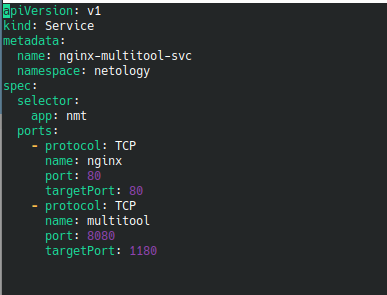 apiVersion: v1
kind: Service
metadata:
  name: nginx-multitool-svc
  namespace: netology
spec:
  selector:
    app: nmt
  ports:
    - protocol: TCP
      name: nginx
      port: 80
      targetPort: 80
    - protocol: TCP
      name: multitool
      port: 8080
      targetPort: 1180